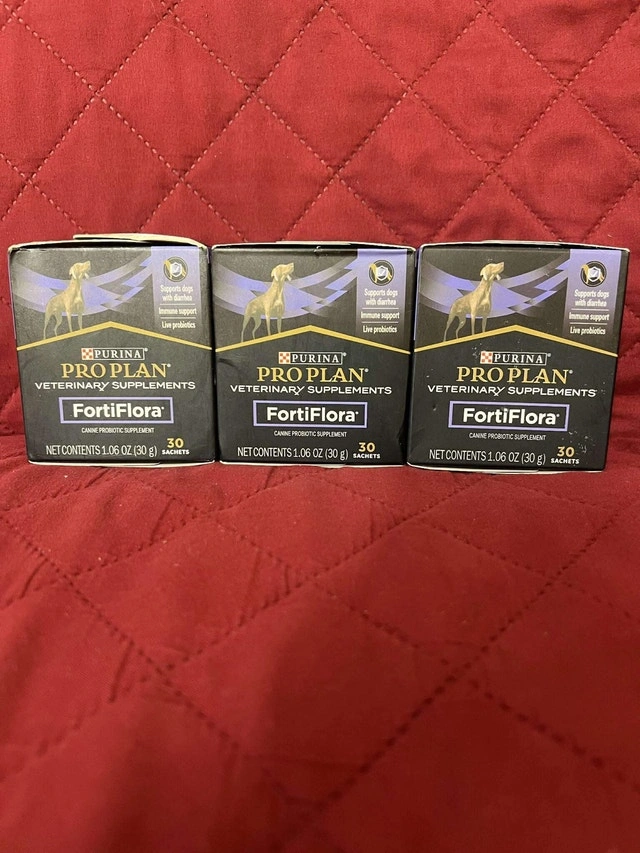 Supports dogs
with diarrhea
Immune support
Live probiotics
PURINA®
PRO PLAN®
VETERINARY SUPPLEMENTS
FortiFlora®
CANINE PROBIOTIC SUPPLEMENT
NET CONTENTS 1.06 OZ (30 g)
30
SACHETS
Supports dogs
with diarrhea
Immune support
Live probiotics
PURINA®
PRO PLAN®
VETERINARY SUPPLEMENTS
FortiFlora®
CANINE PROBIOTIC SUPPLEMENT
NET CONTENTS 1.06 OZ (30 g)
30
SACHETS
Supports dogs
with diarrhea
Immune support
Live probiotics
PURINA®
PRO PLAN®
VETERINARY SUPPLEMENTS
FortiFlora®
CANINE PROBIOTIC SUPPLEMENT
NET CONTENTS 1.06 OZ (30 g)
30
SACHETS